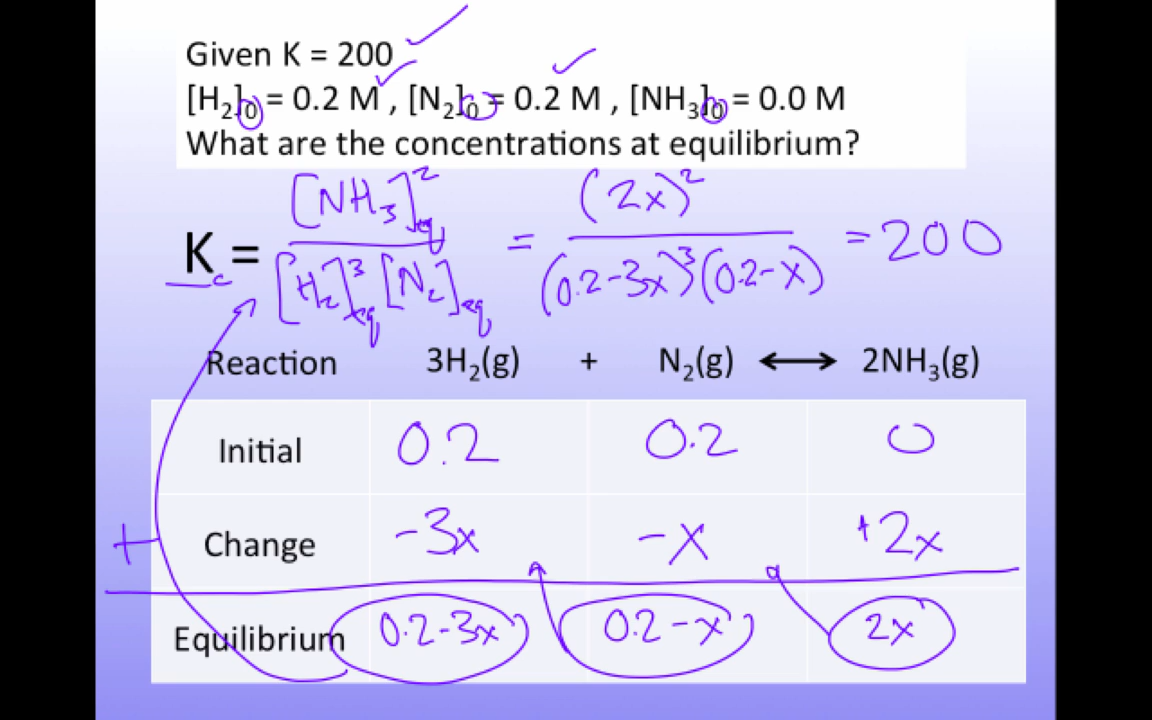 Given K = 200
[H₂]₀ = 0.2 M , [N₂]₀ = 0.2 M , [NH₃]₀ = 0.0 M
What are the concentrations at equilibrium?
Kc = [NH₃]²eq / [H₂]³eq [N₂]eq = (2x)² / (0.2-3x)³(0.2-x) = 200
Reaction 3H₂(g) + N₂(g) ⟷ 2NH₃(g)
Initial 0.2 0.2 0
+ Change -3x -x +2x
Equilibrium 0.2-3x 0.2-x 2x